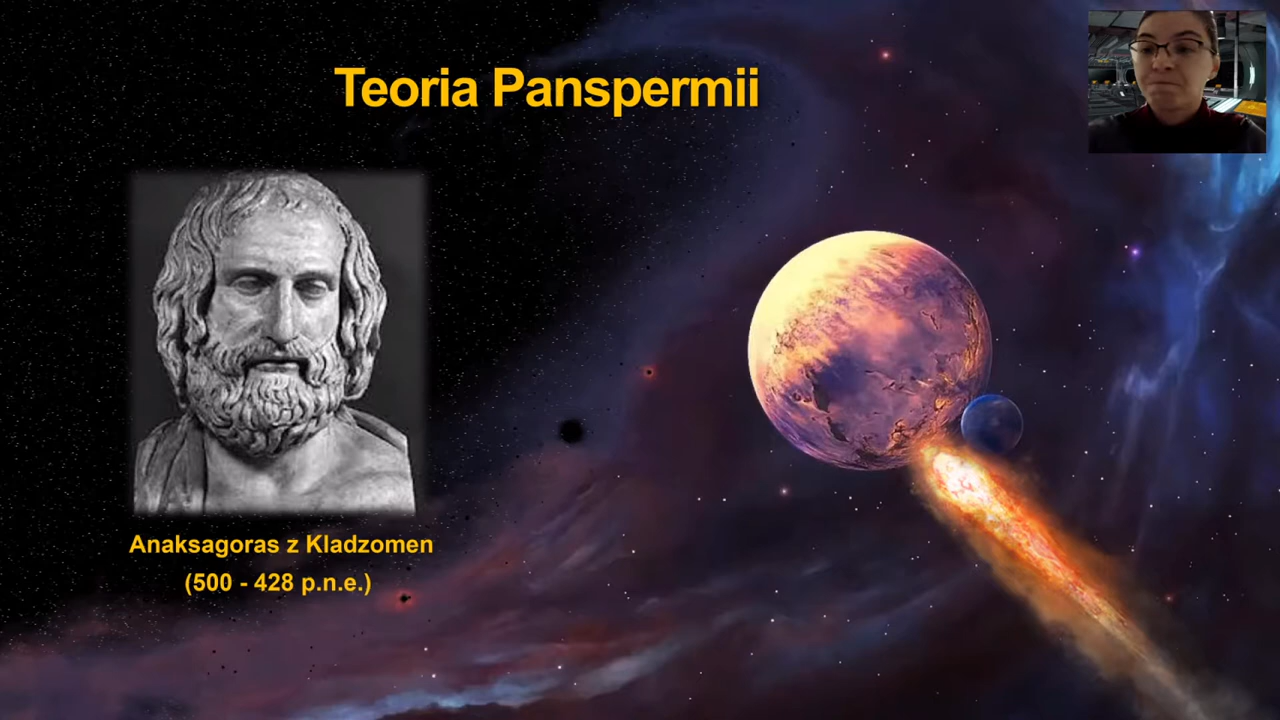 Teoria Panspermii
Anaksagoras z Kladzomen
(500 - 428 p.n.e.)